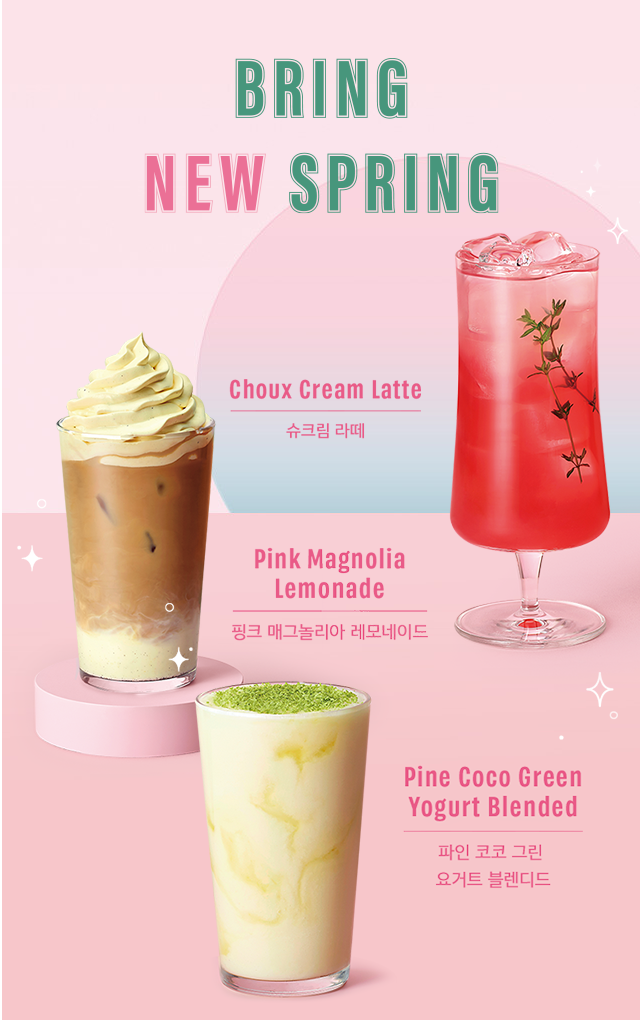 BRING
NEW SPRING
Choux Cream Latte
슈크림 라떼
Pink Magnolia
Lemonade
핑크 매그놀리아 레모네이드
Pine Coco Green
Yogurt Blended
파인 코코 그린
요거트 블렌디드